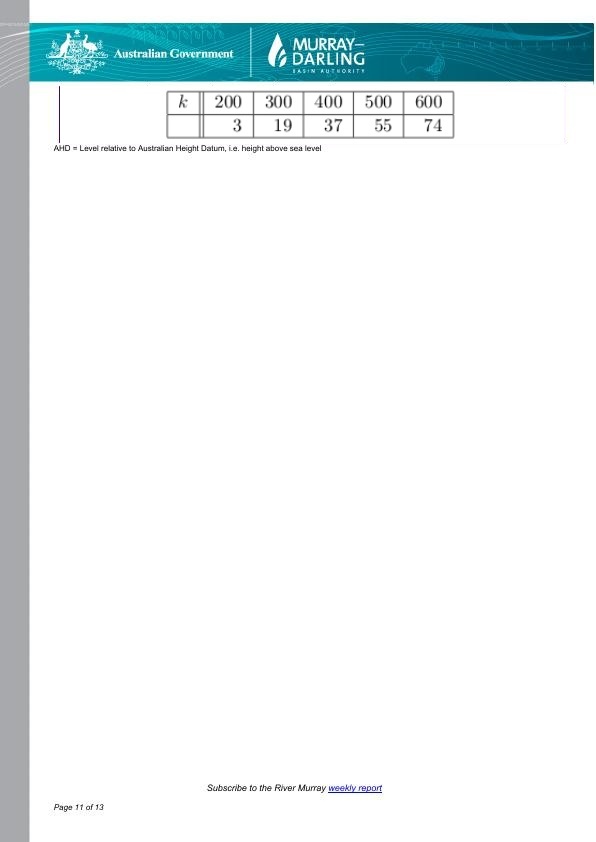 Australian Government
MURRAY–
DARLING
BASIN AUTHORITY
k 200 300 400 500 600
3 19 37 55 74
AHD = Level relative to Australian Height Datum, i.e. height above sea level
Subscribe to the River Murray weekly report
Page 11 of 13